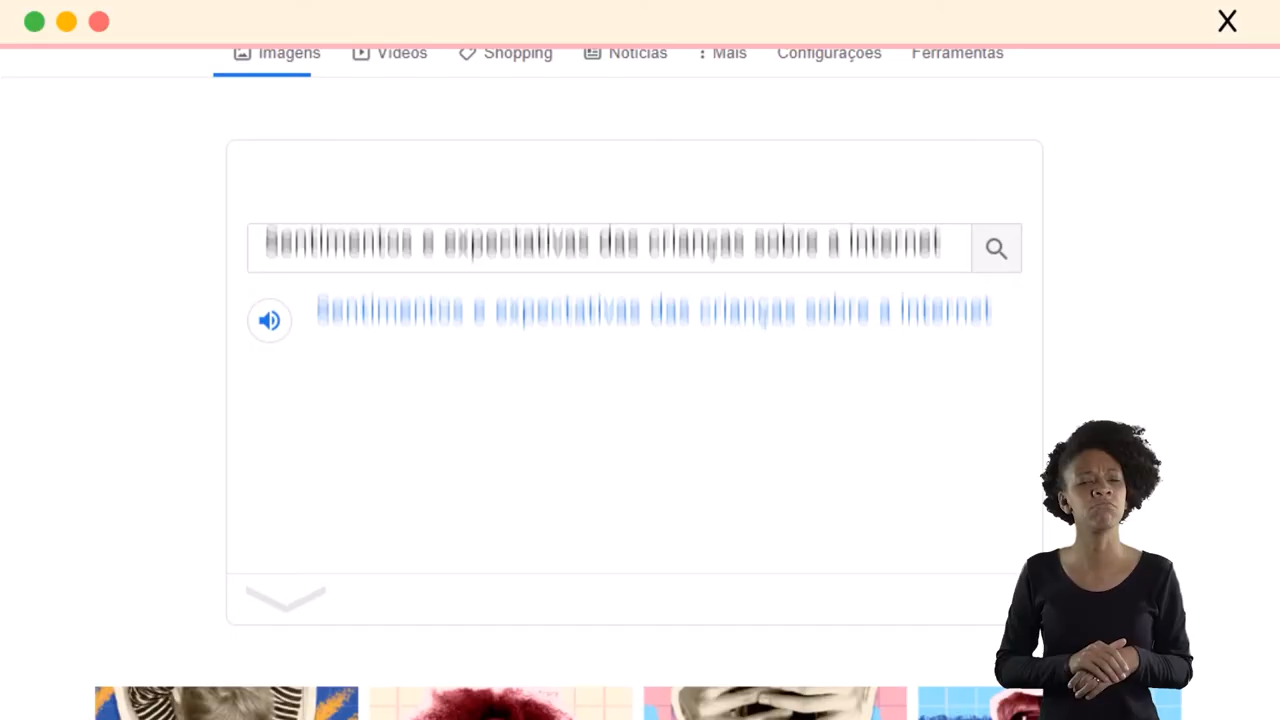 Imagens Vídeos Shopping Notícias Mais Configurações Ferramentas
Sentimentos e expectativas das crianças sobre a internet
Sentimentos e expectativas das crianças sobre a internet
X